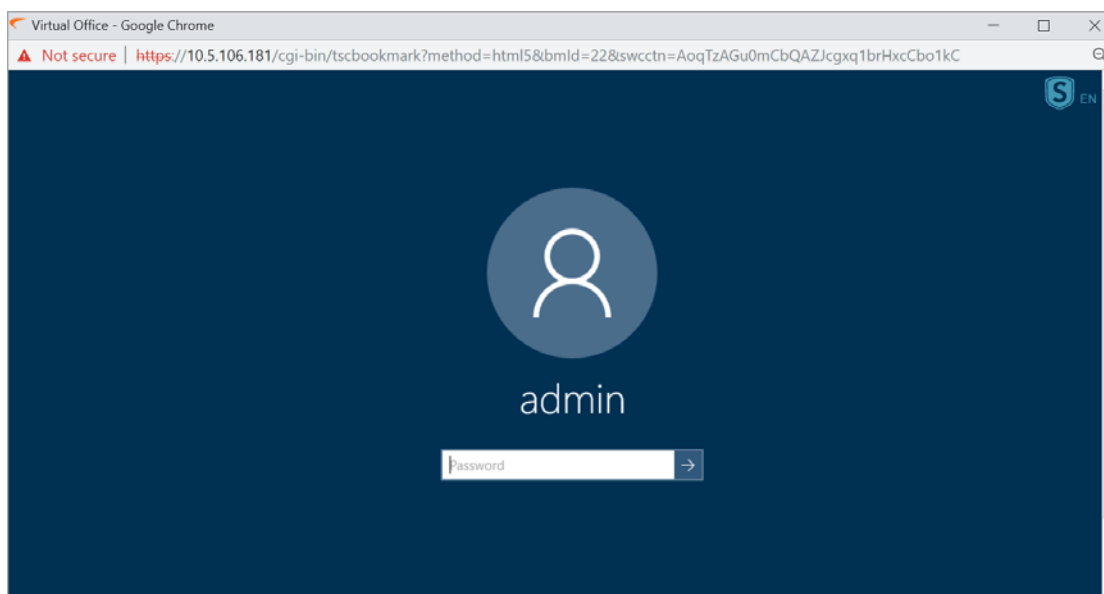 Virtual Office - Google Chrome
Not secure | https://10.5.106.181/cgi-bin/tscbookmark?method=html5&bmId=22&swcctn=AoqTzAGu0mCbQAZJcgxq1brHxcCbo1kC
S EN
admin
Password